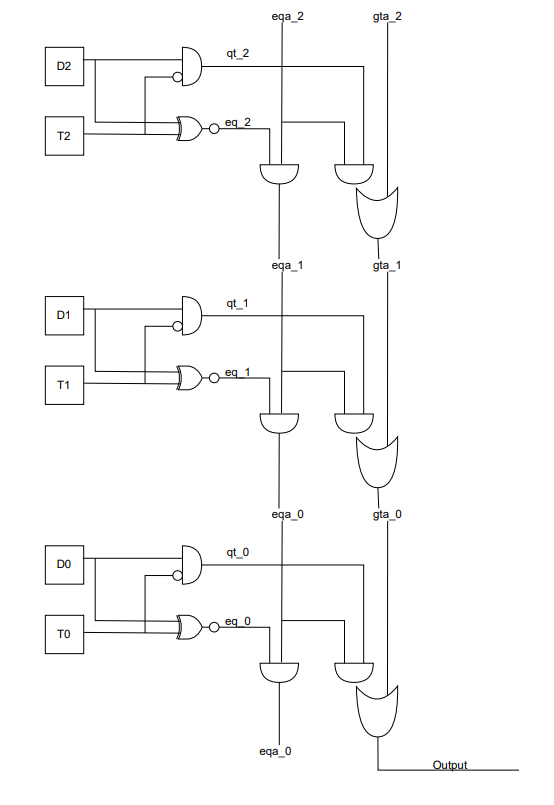 eqa_2 gta_2
D2 qt_2
T2 eq_2
eqa_1 gta_1
D1 qt_1
T1 eq_1
eqa_0 gta_0
D0 qt_0
T0 eq_0
eqa_0
Output